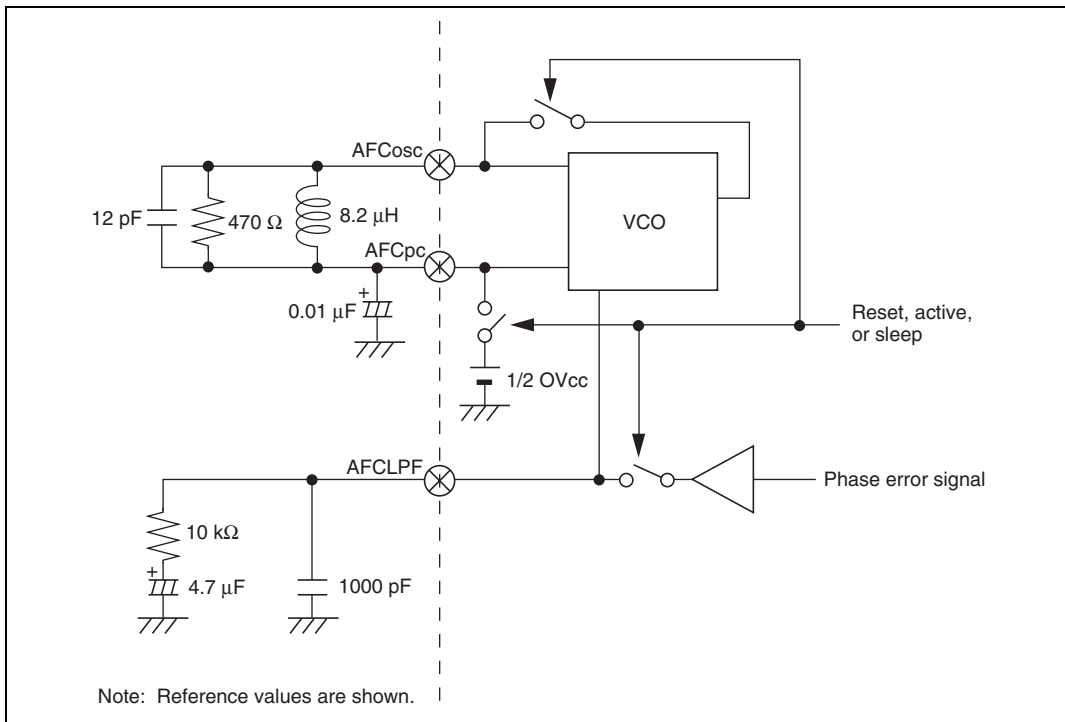 AFCosc
12 pF
470 Ω
8.2 μH
VCO
AFCpc
+
0.01 μF
Reset, active,
or sleep
1/2 OVcc
AFCLPF
Phase error signal
10 kΩ
+
4.7 μF
1000 pF
Note: Reference values are shown.